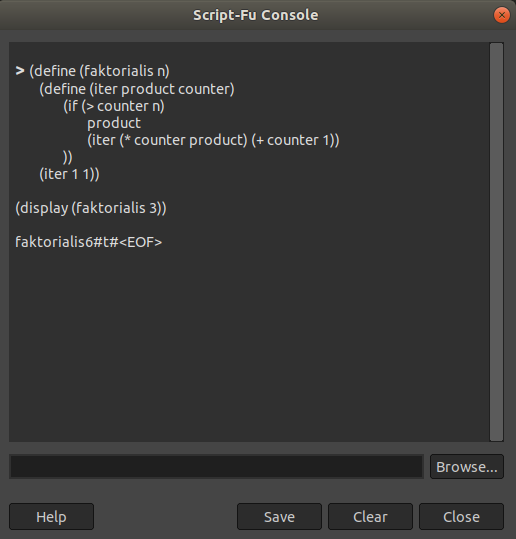 Script-Fu Console
> (define (faktorialis n)
(define (iter product counter)
(if (> counter n)
product
(iter (* counter product) (+ counter 1))
))
(iter 1 1))
(display (faktorialis 3))
faktorialis6#t#<EOF>
Browse...
Help
Save
Clear
Close